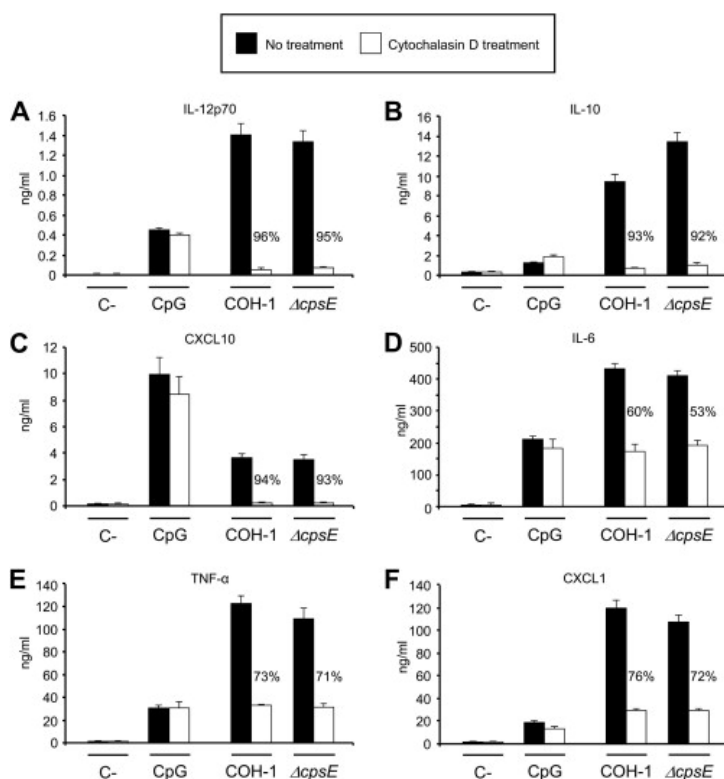 No treatment Cytochalasin D treatment
A IL-12p70
ng/ml
1.6
1.4
1.2
1.0
0.8
0.6
0.4
0.2
0
96% 95%
C- CpG COH-1 ΔcpsE
B IL-10
ng/ml
16
14
12
10
8
6
4
2
0
93% 92%
C- CpG COH-1 ΔcpsE
C CXCL10
ng/ml
12
10
8
6
4
2
0
94% 93%
C- CpG COH-1 ΔcpsE
D IL-6
ng/ml
500
400
300
200
100
0
60% 53%
C- CpG COH-1 ΔcpsE
E TNF-α
ng/ml
140
120
100
80
60
40
20
0
73% 71%
C- CpG COH-1 ΔcpsE
F CXCL1
ng/ml
140
120
100
80
60
40
20
0
76% 72%
C- CpG COH-1 ΔcpsE